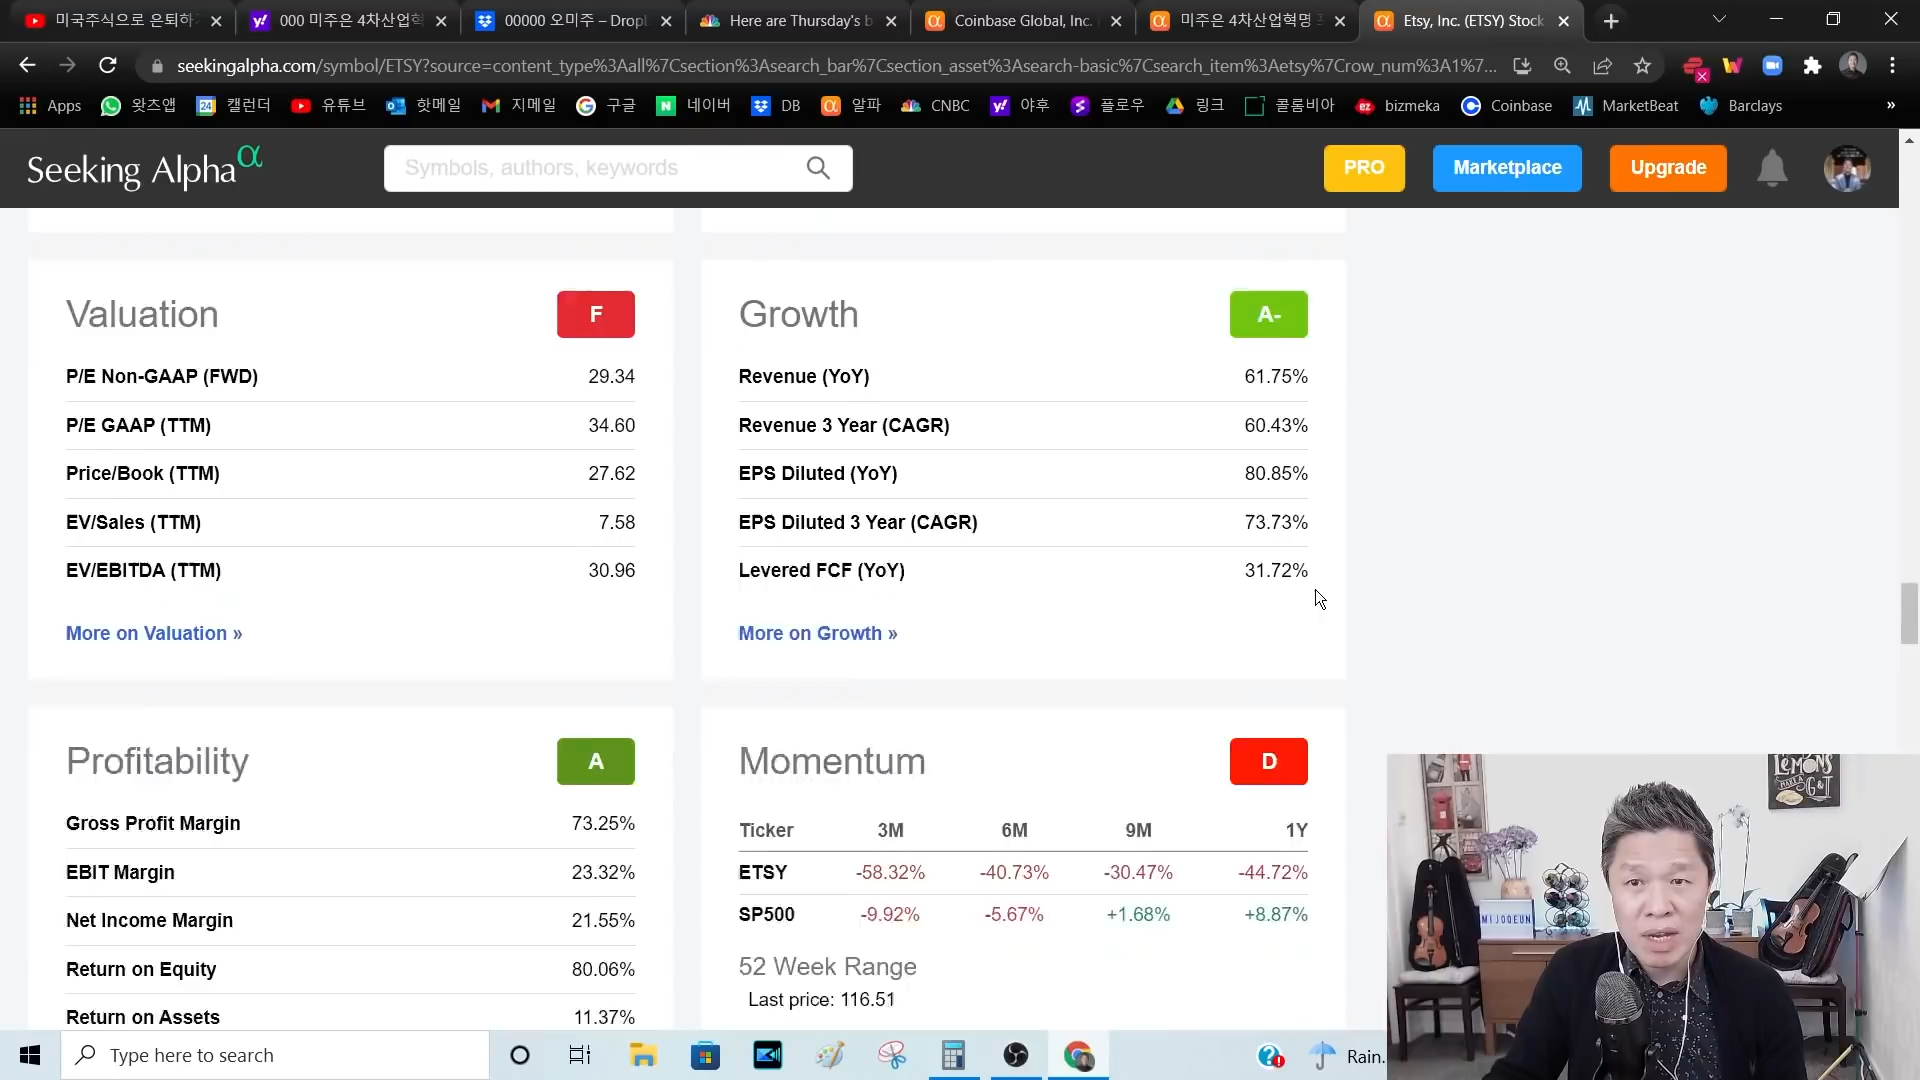 미국주식으로 은퇴하
000 미주은 4차산업혁
00000 오미주 – Dropl
Here are Thursday's b
Coinbase Global, Inc.
미주은 4차산업혁명
Etsy, Inc. (ETSY) Stock
seekingalpha.com/symbol/ETSY?source=content_type%3Aall%7Csection%3Asearch_bar%7Csection_asset%3Asearch-basic%7Csearch_item%3Aetsy%7Crow_num%3A1%7...
Apps 왓츠앱 24 캘린더 유튜브 핫메일 지메일 구글 네이버 DB 알파 CNBC 야후 플로우 링크 콜롬비아 bizmeka Coinbase MarketBeat Barclays »
Seeking Alpha α
Symbols, authors, keywords
PRO
Marketplace
Upgrade
Valuation F
P/E Non-GAAP (FWD) 29.34
P/E GAAP (TTM) 34.60
Price/Book (TTM) 27.62
EV/Sales (TTM) 7.58
EV/EBITDA (TTM) 30.96
More on Valuation »
Growth A-
Revenue (YoY) 61.75%
Revenue 3 Year (CAGR) 60.43%
EPS Diluted (YoY) 80.85%
EPS Diluted 3 Year (CAGR) 73.73%
Levered FCF (YoY) 31.72%
More on Growth »
Profitability A
Gross Profit Margin 73.25%
EBIT Margin 23.32%
Net Income Margin 21.55%
Return on Equity 80.06%
Return on Assets 11.37%
Momentum D
Ticker 3M 6M 9M 1Y
ETSY -58.32% -40.73% -30.47% -44.72%
SP500 -9.92% -5.67% +1.68% +8.87%
52 Week Range
Last price: 116.51
LEMONS
MAKE A
G&T
MIJOOEUN
Type here to search
Rain.